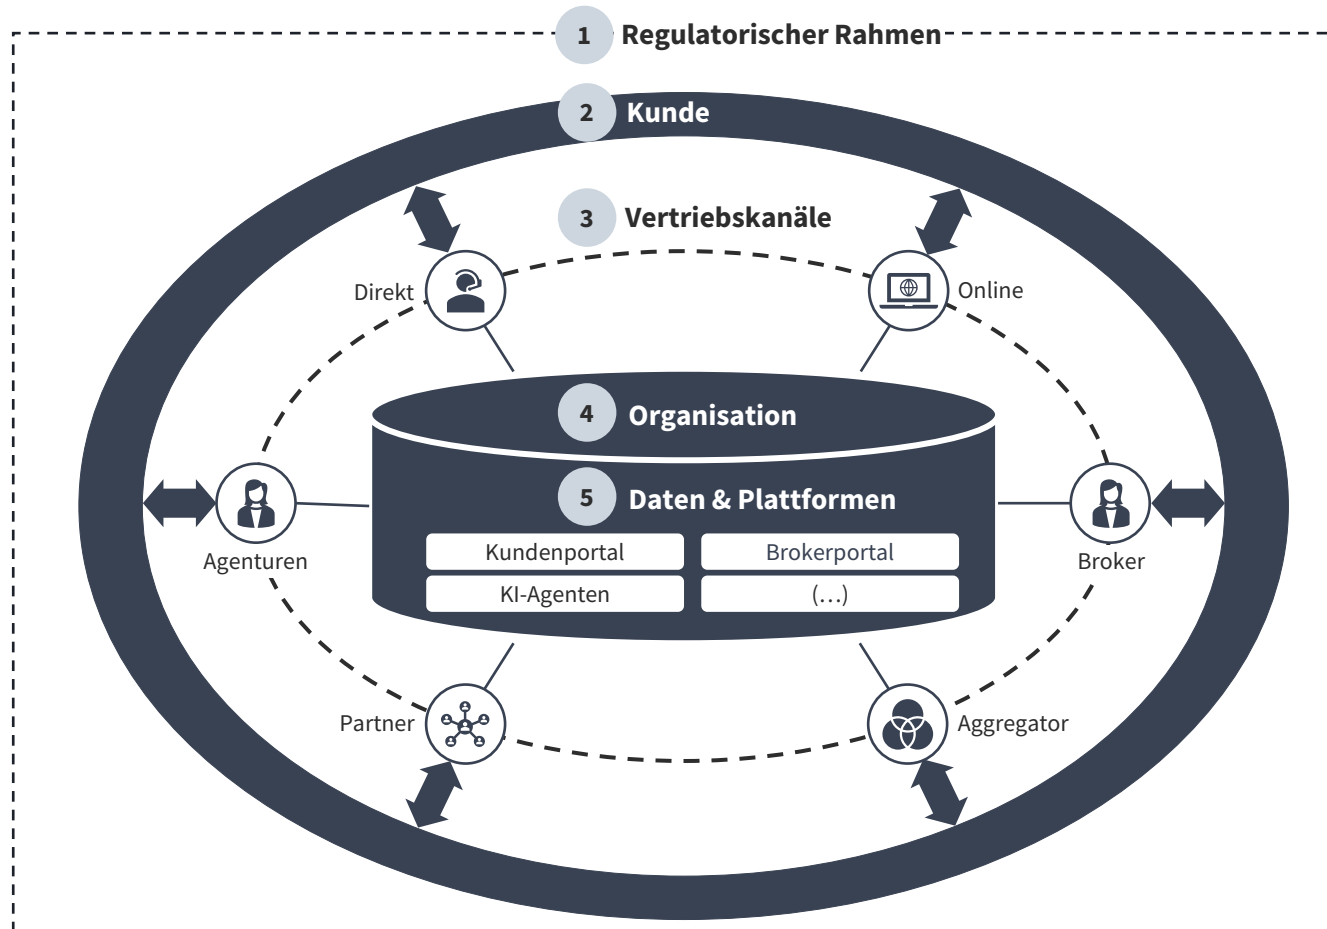 1 Regulatorischer Rahmen
2 Kunde
3 Vertriebskanäle
Direkt
Online
4 Organisation
5 Daten & Plattformen
Kundenportal
Brokerportal
Agenturen
Broker
KI-Agenten
(...)
Partner
Aggregator